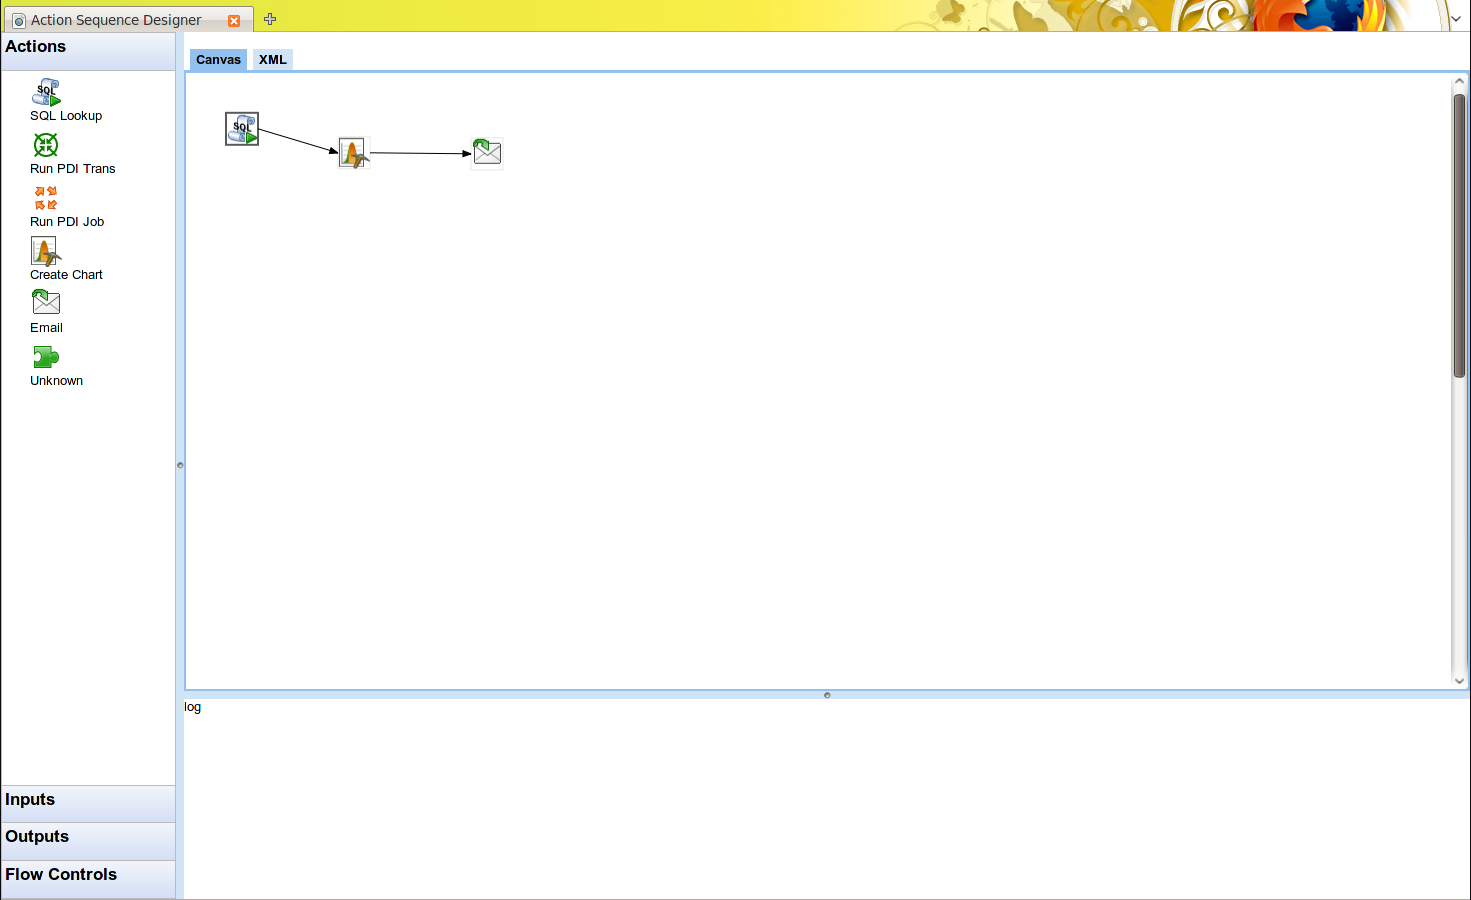 Action Sequence Designer
Actions
SQL
SQL Lookup
Run PDI Trans
Run PDI Job
Create Chart
Email
Unknown
Inputs
Outputs
Flow Controls
Canvas
XML
SQL
log